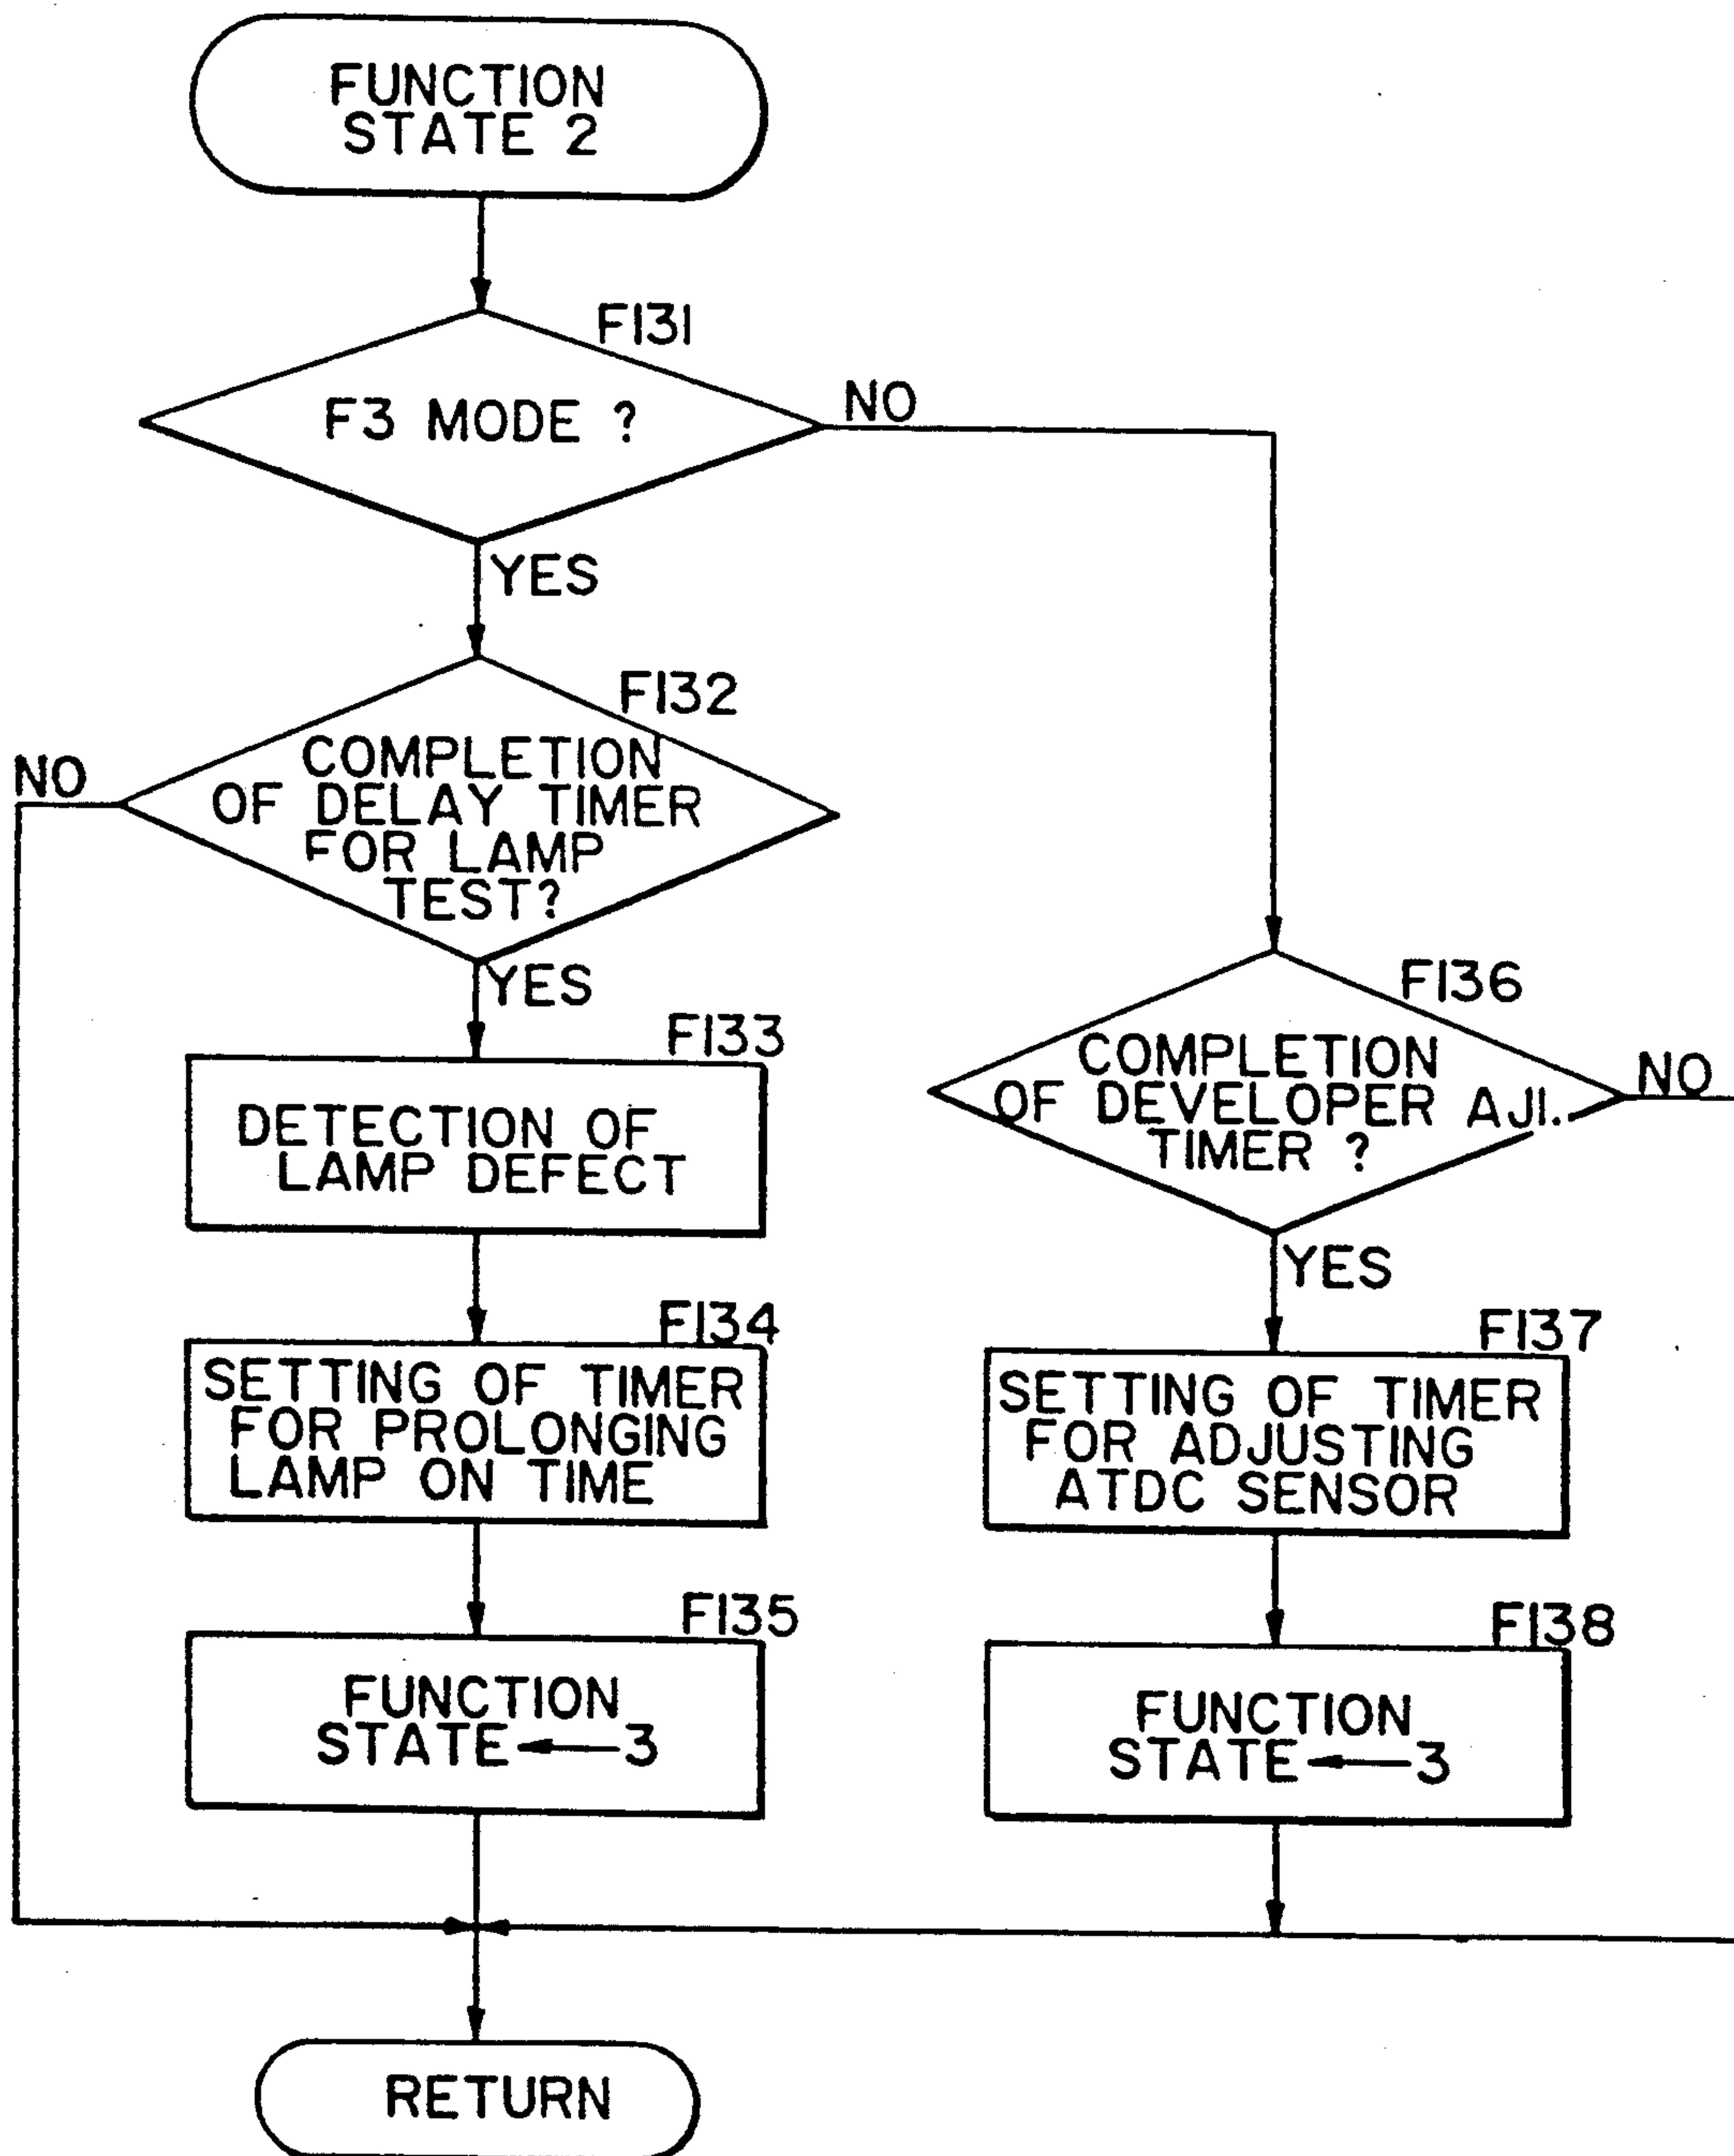 FUNCTION
STATE 2
F131
F3 MODE ?
NO
YES
F132
COMPLETION
OF DELAY TIMER
FOR LAMP
TEST?
NO
YES
F133
DETECTION OF
LAMP DEFECT
F134
SETTING OF TIMER
FOR PROLONGING
LAMP ON TIME
F135
FUNCTION
STATE ← 3
F136
COMPLETION
OF DEVELOPER AJI.
TIMER ?
NO
YES
F137
SETTING OF TIMER
FOR ADJUSTING
ATDC SENSOR
F138
FUNCTION
STATE ← 3
RETURN